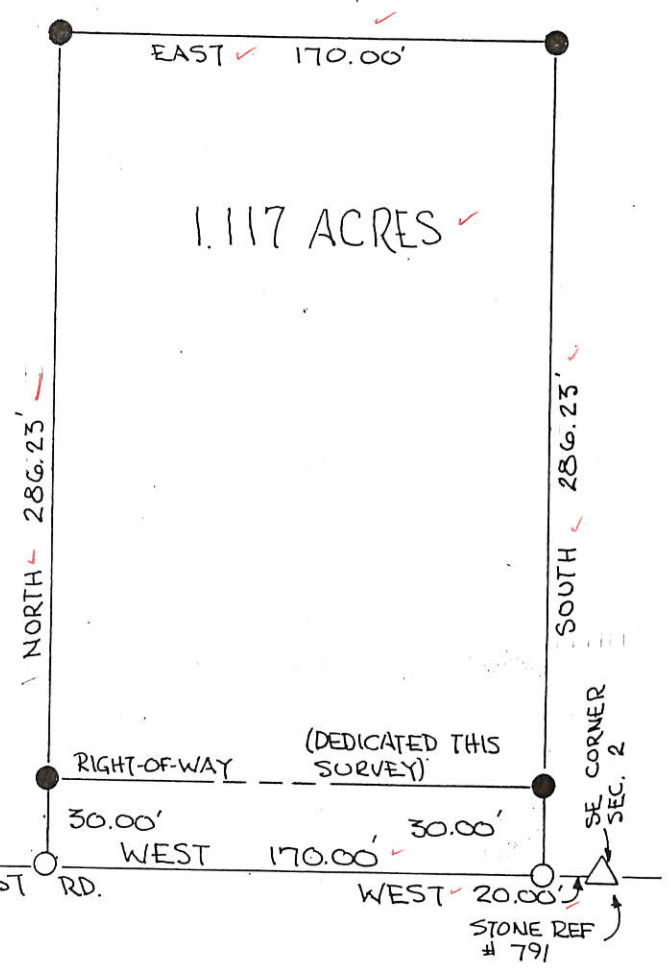 EAST 170.00'
1.117 ACRES
NORTH 286.23'
SOUTH 286.23'
RIGHT-OF-WAY
(DEDICATED THIS
SURVEY)
30.00'
30.00'
WEST 170.00'
RD.
WEST 20.00'
SE CORNER
SEC. 2
STONE REF
# 791